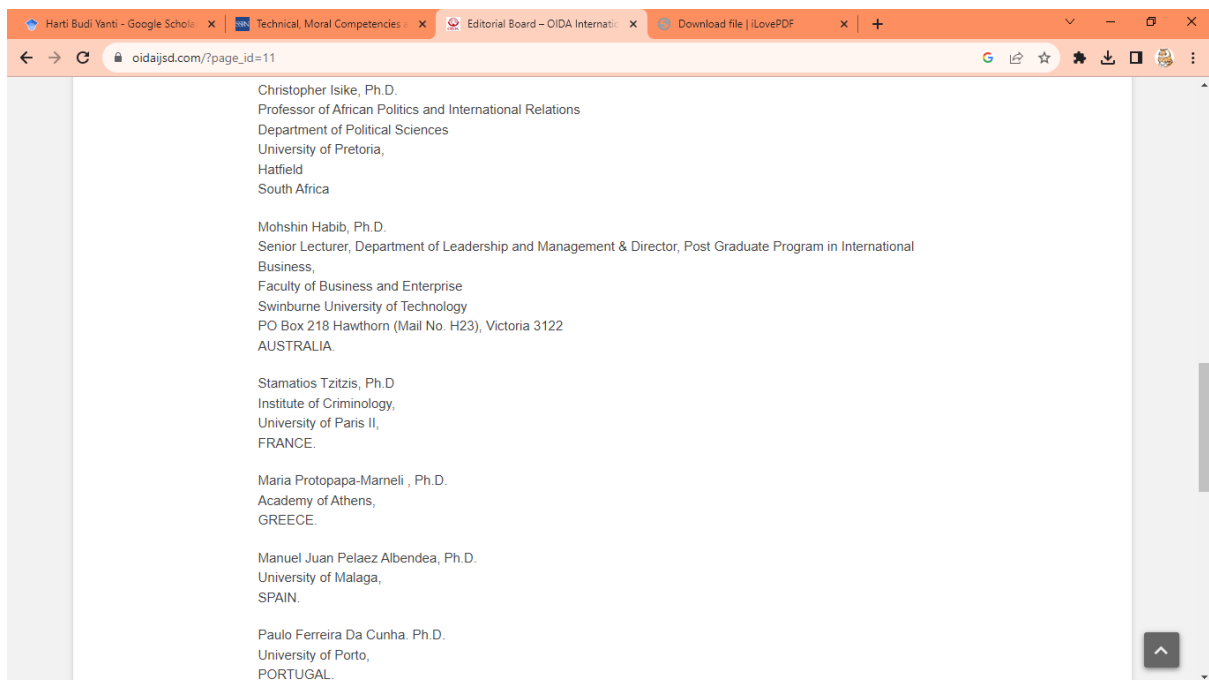 Harti Budi Yanti - Google Schola
SSRN Technical, Moral Competencies a
Editorial Board – OIDA Internatio
Download file | iLovePDF
oidaijsd.com/?page_id=11
Christopher Isike, Ph.D.
Professor of African Politics and International Relations
Department of Political Sciences
University of Pretoria,
Hatfield
South Africa
Mohshin Habib, Ph.D.
Senior Lecturer, Department of Leadership and Management & Director, Post Graduate Program in International
Business,
Faculty of Business and Enterprise
Swinburne University of Technology
PO Box 218 Hawthorn (Mail No. H23), Victoria 3122
AUSTRALIA.
Stamatios Tzitzis, Ph.D
Institute of Criminology,
University of Paris II,
FRANCE.
Maria Protopapa-Marneli , Ph.D.
Academy of Athens,
GREECE.
Manuel Juan Pelaez Albendea, Ph.D.
University of Malaga,
SPAIN.
Paulo Ferreira Da Cunha. Ph.D.
University of Porto,
PORTUGAL.